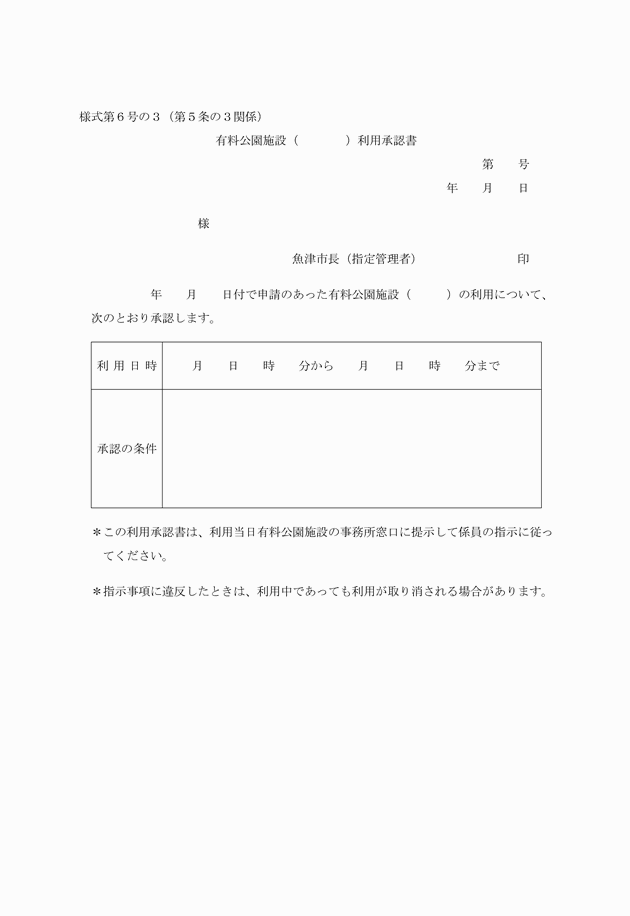 様式第６号の３（第５条の３関係）
有料公園施設（　　　　）利用承認書
第　　号
年　　月　　日
様
魚津市長（指定管理者）　　　　　　　　印
年　　月　　日付で申請のあった有料公園施設（　　　）の利用について、
次のとおり承認します。
利用日時　　月　　日　　時　　分から　　月　　日　　時　　分まで
承認の条件
＊この利用承認書は、利用当日有料公園施設の事務所窓口に提示して係員の指示に従っ
てください。
＊指示事項に違反したときは、利用中であっても利用が取り消される場合があります。